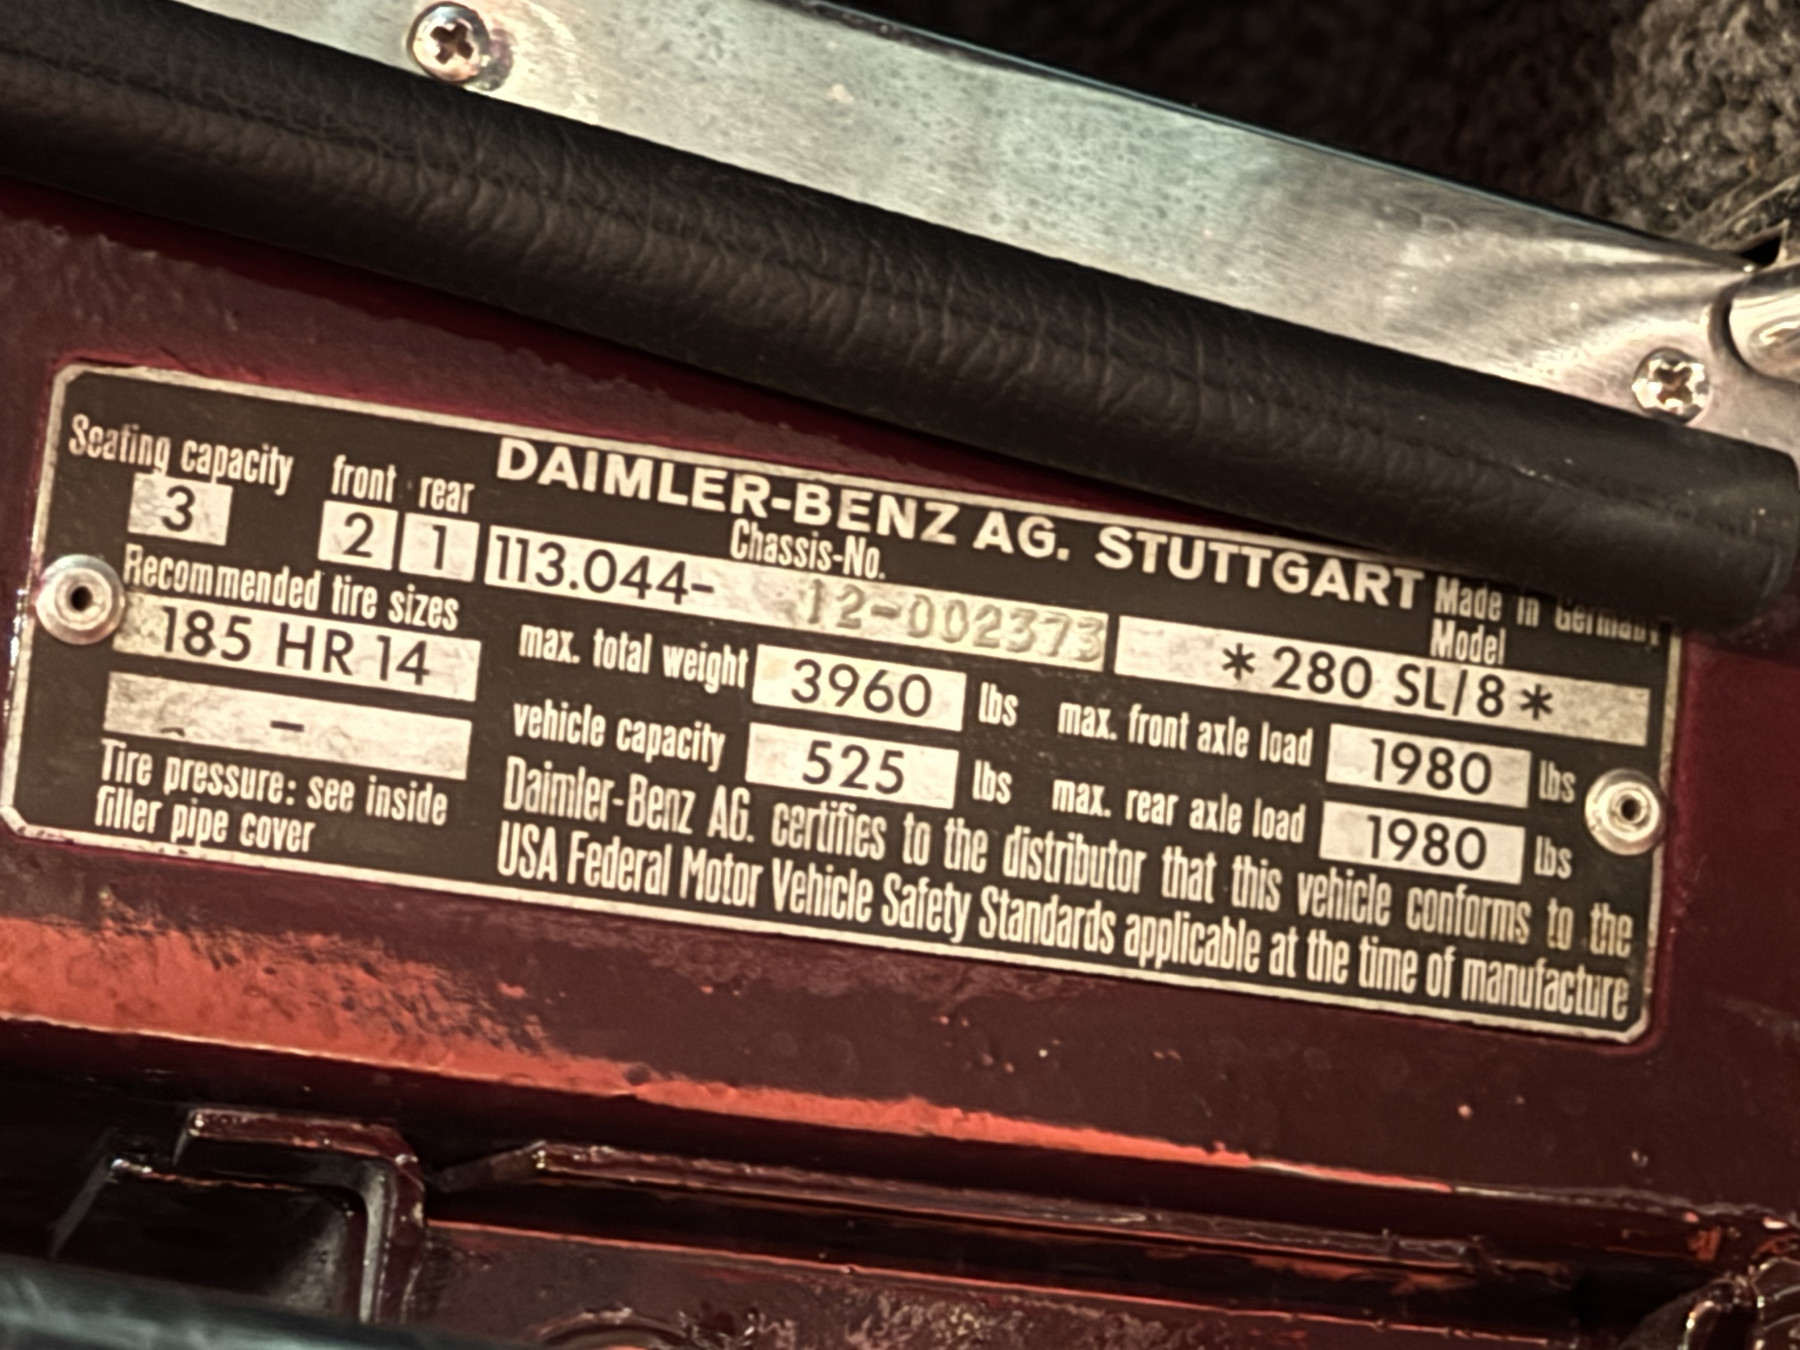 DAIMLER-BENZ AG. STUTTGART Made in Germany
Seating capacity front rear
3 2 1
Chassis-No.
113.044- 12-002373
Model
*280 SL/8*
Recommended tire sizes
185 HR 14
-
Tire pressure: see inside
filler pipe cover
max. total weight 3960 lbs
max. front axle load 1980 lbs
vehicle capacity 525 lbs
max. rear axle load 1980 lbs
Daimler-Benz AG. certifies to the distributor that this vehicle conforms to the
USA Federal Motor Vehicle Safety Standards applicable at the time of manufacture